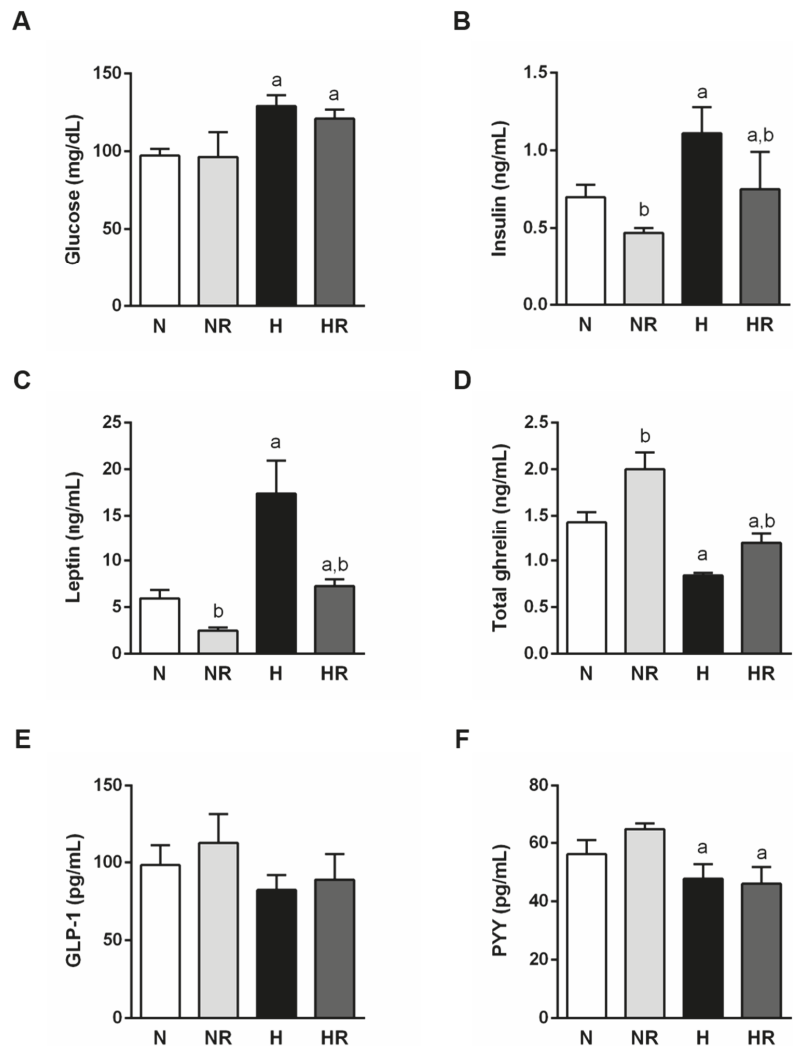 A
Glucose (mg/dL)
150
100
50
0
a
a
N NR H HR
B
Insulin (ng/mL)
1.5
1.0
0.5
0.0
b
a
a,b
N NR H HR
C
Leptin (ng/mL)
25
20
15
10
5
0
b
a
a,b
N NR H HR
D
Total ghrelin (ng/mL)
2.5
2.0
1.5
1.0
0.5
0.0
b
a
a,b
N NR H HR
E
GLP-1 (pg/mL)
150
100
50
0
N NR H HR
F
PYY (pg/mL)
80
60
40
20
0
a
a
N NR H HR